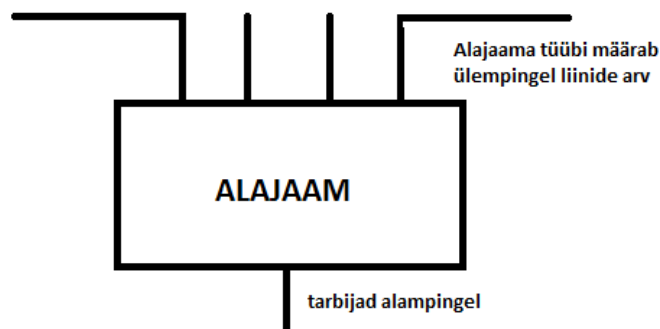 Alajaama tüübi määrab
ülempingel liinide arv
ALAJAAM
tarbijad alampingel